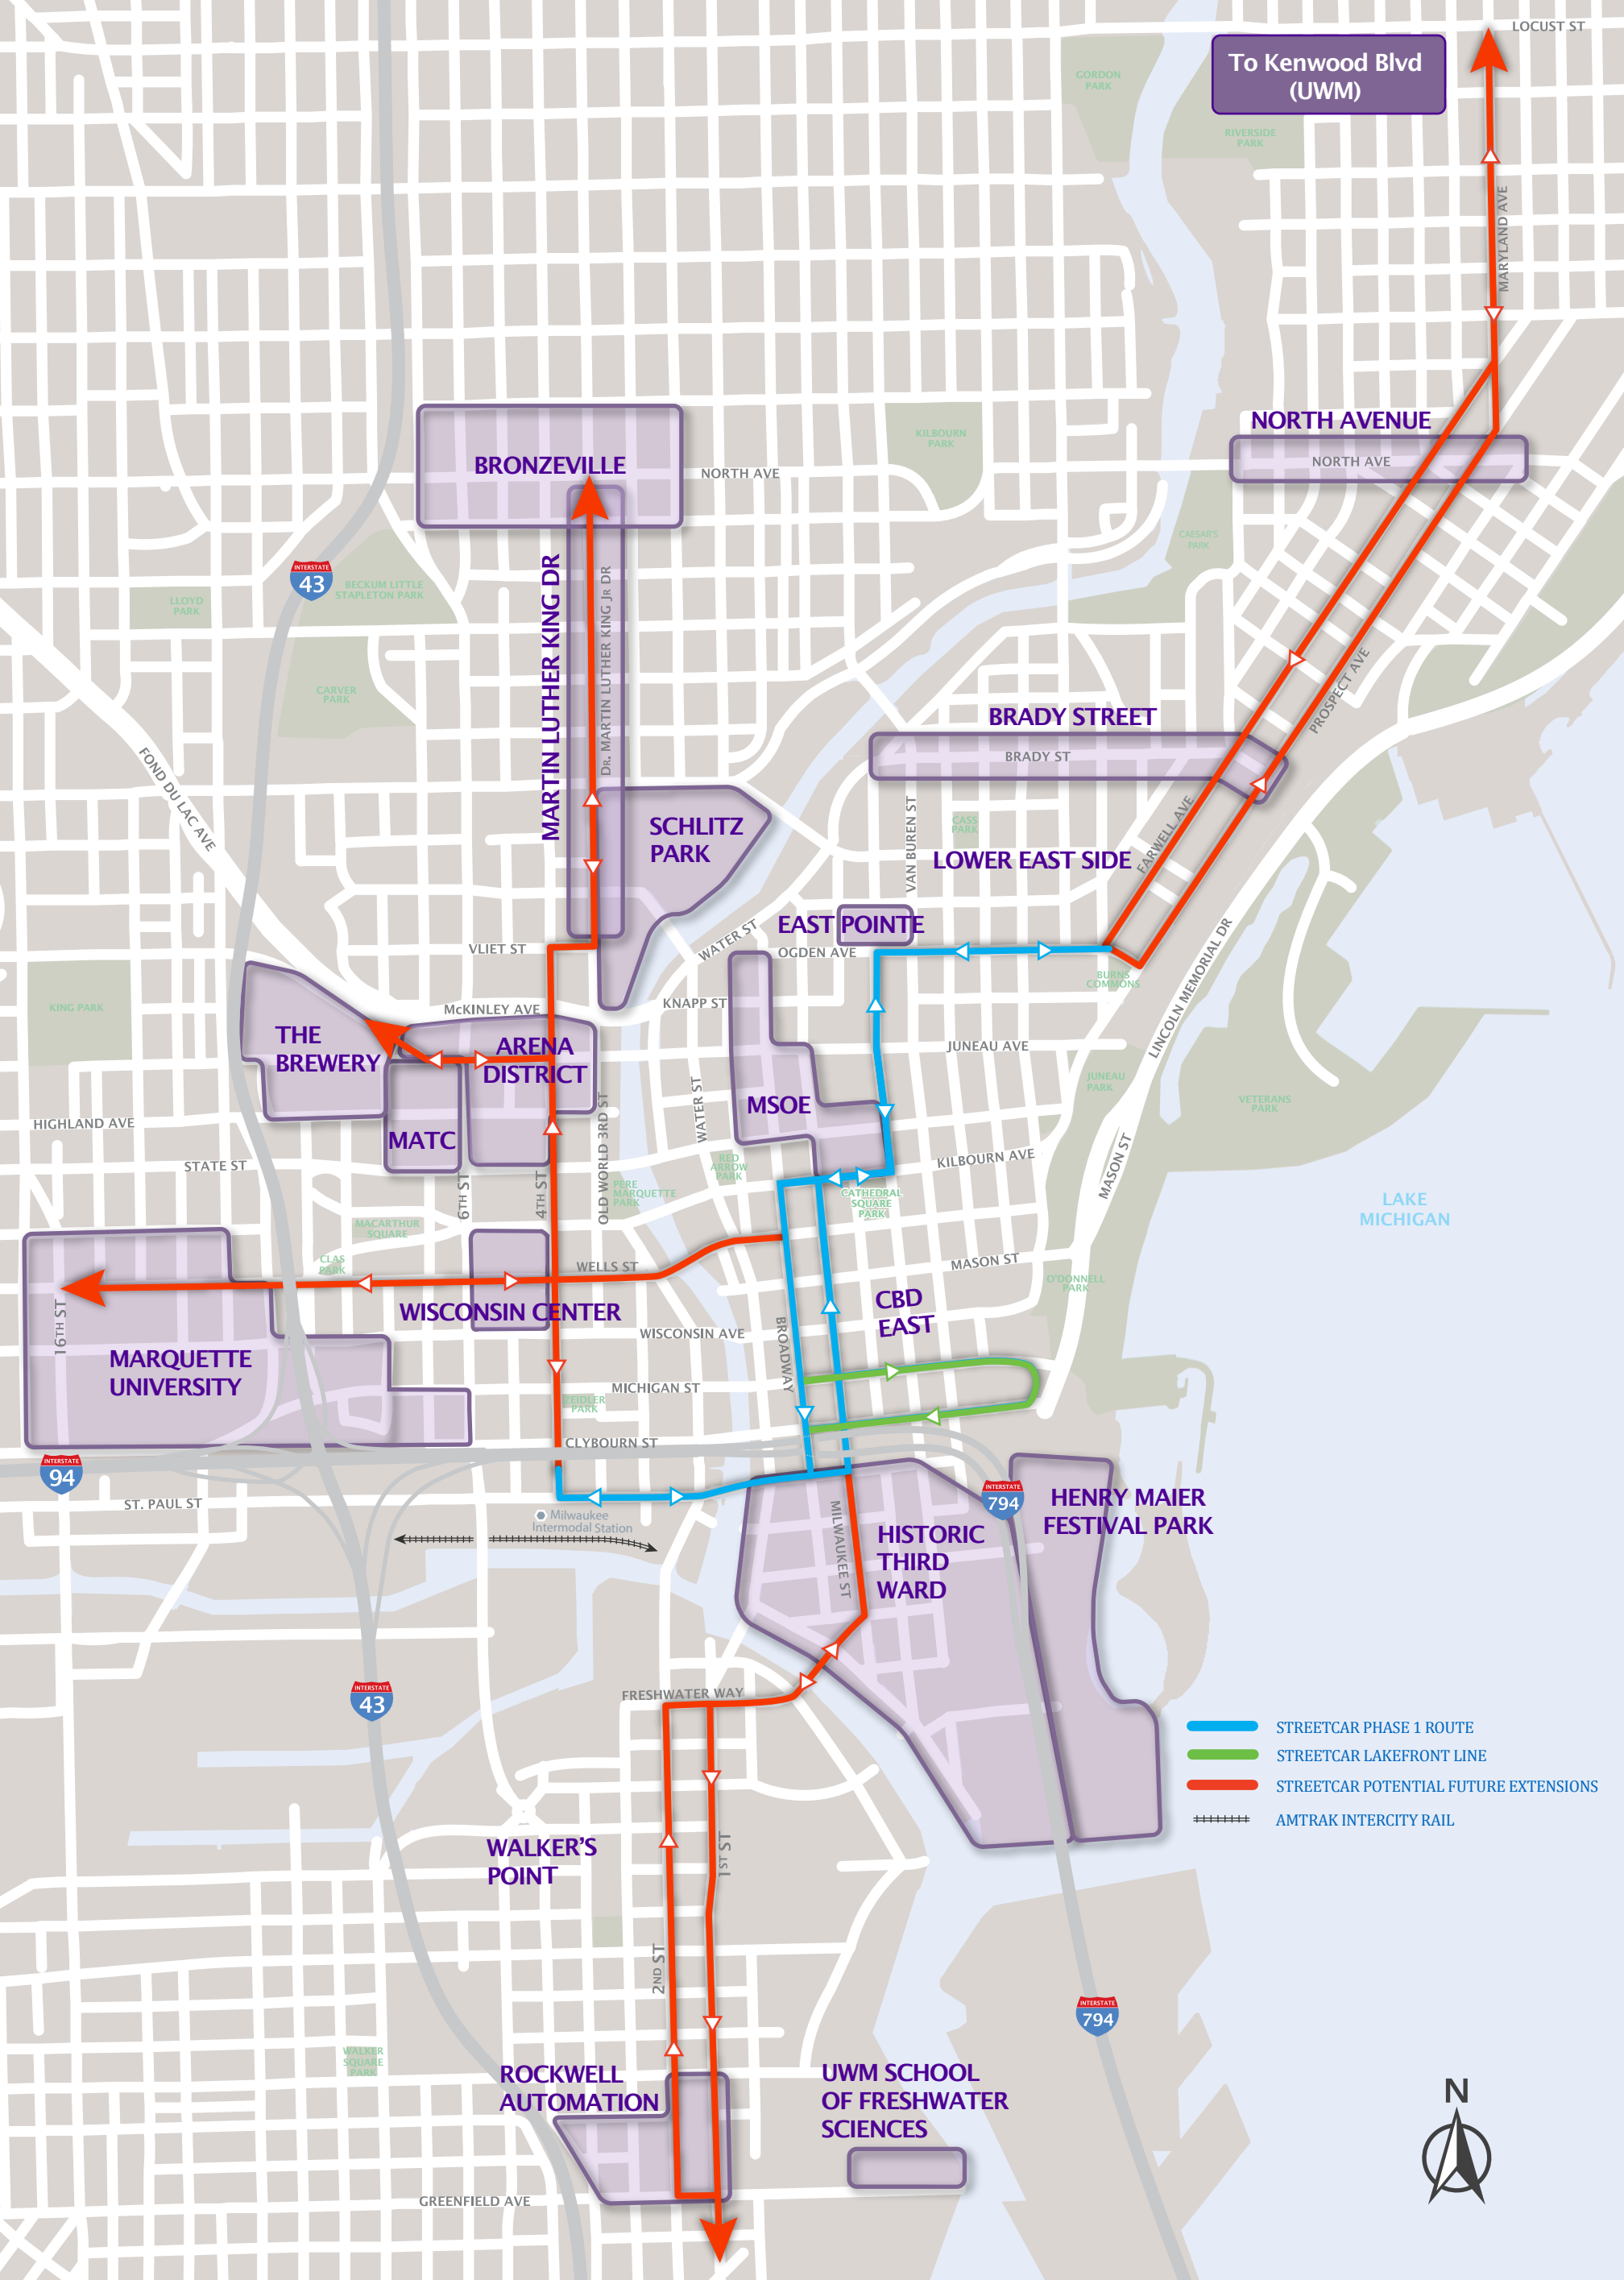 LOCUST ST
To Kenwood Blvd
(UWM)
GORDON
PARK
RIVERSIDE
PARK
MARYLAND AVE
NORTH AVENUE
NORTH AVE
KILBOURN
PARK
BRONZEVILLE
NORTH AVE
CAESAR'S
PARK
INTERSTATE
43
BECKUM LITTLE
STAPLETON PARK
LLOYD
PARK
MARTIN LUTHER KING DR
DR. MARTIN LUTHER KING JR DR
CARVER
PARK
PROSPECT AVE
BRADY STREET
BRADY ST
FOND DU LAC AVE
SCHLITZ
PARK
CASS
PARK
VAN BUREN ST
FARWELL AVE
LOWER EAST SIDE
EAST POINTE
OGDEN AVE
VLIET ST
WATER ST
BURNS
COMMONS
LINCOLN MEMORIAL DR
KING PARK
McKINLEY AVE
KNAPP ST
THE
BREWERY
ARENA
DISTRICT
JUNEAU AVE
JUNEAU
PARK
VETERANS
PARK
MSOE
WATER ST
HIGHLAND AVE
MATC
OLD WORLD 3RD ST
STATE ST
6TH ST
4TH ST
RED
ARROW
PARK
KILBOURN AVE
MASON ST
PERE
MARQUETTE
PARK
CATHEDRAL
SQUARE
PARK
LAKE
MICHIGAN
MACARTHUR
SQUARE
CLAS
PARK
WELLS ST
MASON ST
O'DONNELL
PARK
16TH ST
WISCONSIN CENTER
CBD
EAST
WISCONSIN AVE
BROADWAY
MARQUETTE
UNIVERSITY
MICHIGAN ST
ZEIDLER
PARK
CLYBOURN ST
INTERSTATE
94
ST. PAUL ST
Milwaukee
Intermodal Station
MILWAUKEE ST
INTERSTATE
794
HENRY MAIER
FESTIVAL PARK
HISTORIC
THIRD
WARD
INTERSTATE
43
FRESHWATER WAY
STREETCAR PHASE 1 ROUTE
STREETCAR LAKEFRONT LINE
STREETCAR POTENTIAL FUTURE EXTENSIONS
AMTRAK INTERCITY RAIL
WALKER'S
POINT
1ST ST
2ND ST
INTERSTATE
794
WALKER
SQUARE
PARK
ROCKWELL
AUTOMATION
UWM SCHOOL
OF FRESHWATER
SCIENCES
GREENFIELD AVE
N